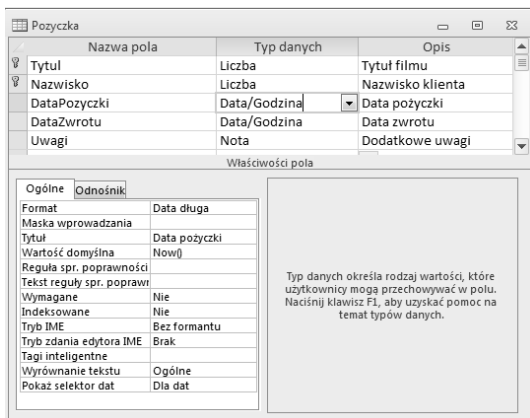 Pozyczka
Nazwa pola Typ danych Opis
Tytul Liczba Tytuł filmu
Nazwisko Liczba Nazwisko klienta
DataPozyczki Data/Godzina Data pożyczki
DataZwrotu Data/Godzina Data zwrotu
Uwagi Nota Dodatkowe uwagi
Właściwości pola
Ogólne Odnośnik
Format Data długa
Maska wprowadzania
Tytuł Data pożyczki
Wartość domyślna Now()
Reguła spr. poprawności
Tekst reguły spr. poprawr
Wymagane Nie
Indeksowane Nie
Tryb IME Bez formantu
Tryb zdania edytora IME Brak
Tagi inteligentne
Wyrównanie tekstu Ogólne
Pokaż selektor dat Dla dat
Typ danych określa rodzaj wartości, które
użytkownicy mogą przechowywać w polu.
Naciśnij klawisz F1, aby uzyskać pomoc na
temat typów danych.